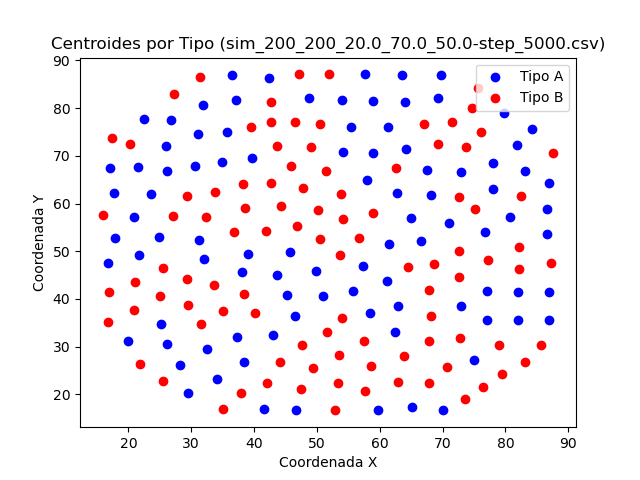 Centroides por Tipo (sim_200_200_20.0_70.0_50.0-step_5000.csv)
Tipo A
Tipo B
90
80
70
60
50
40
30
20
Coordenada Y
20 30 40 50 60 70 80 90
Coordenada X